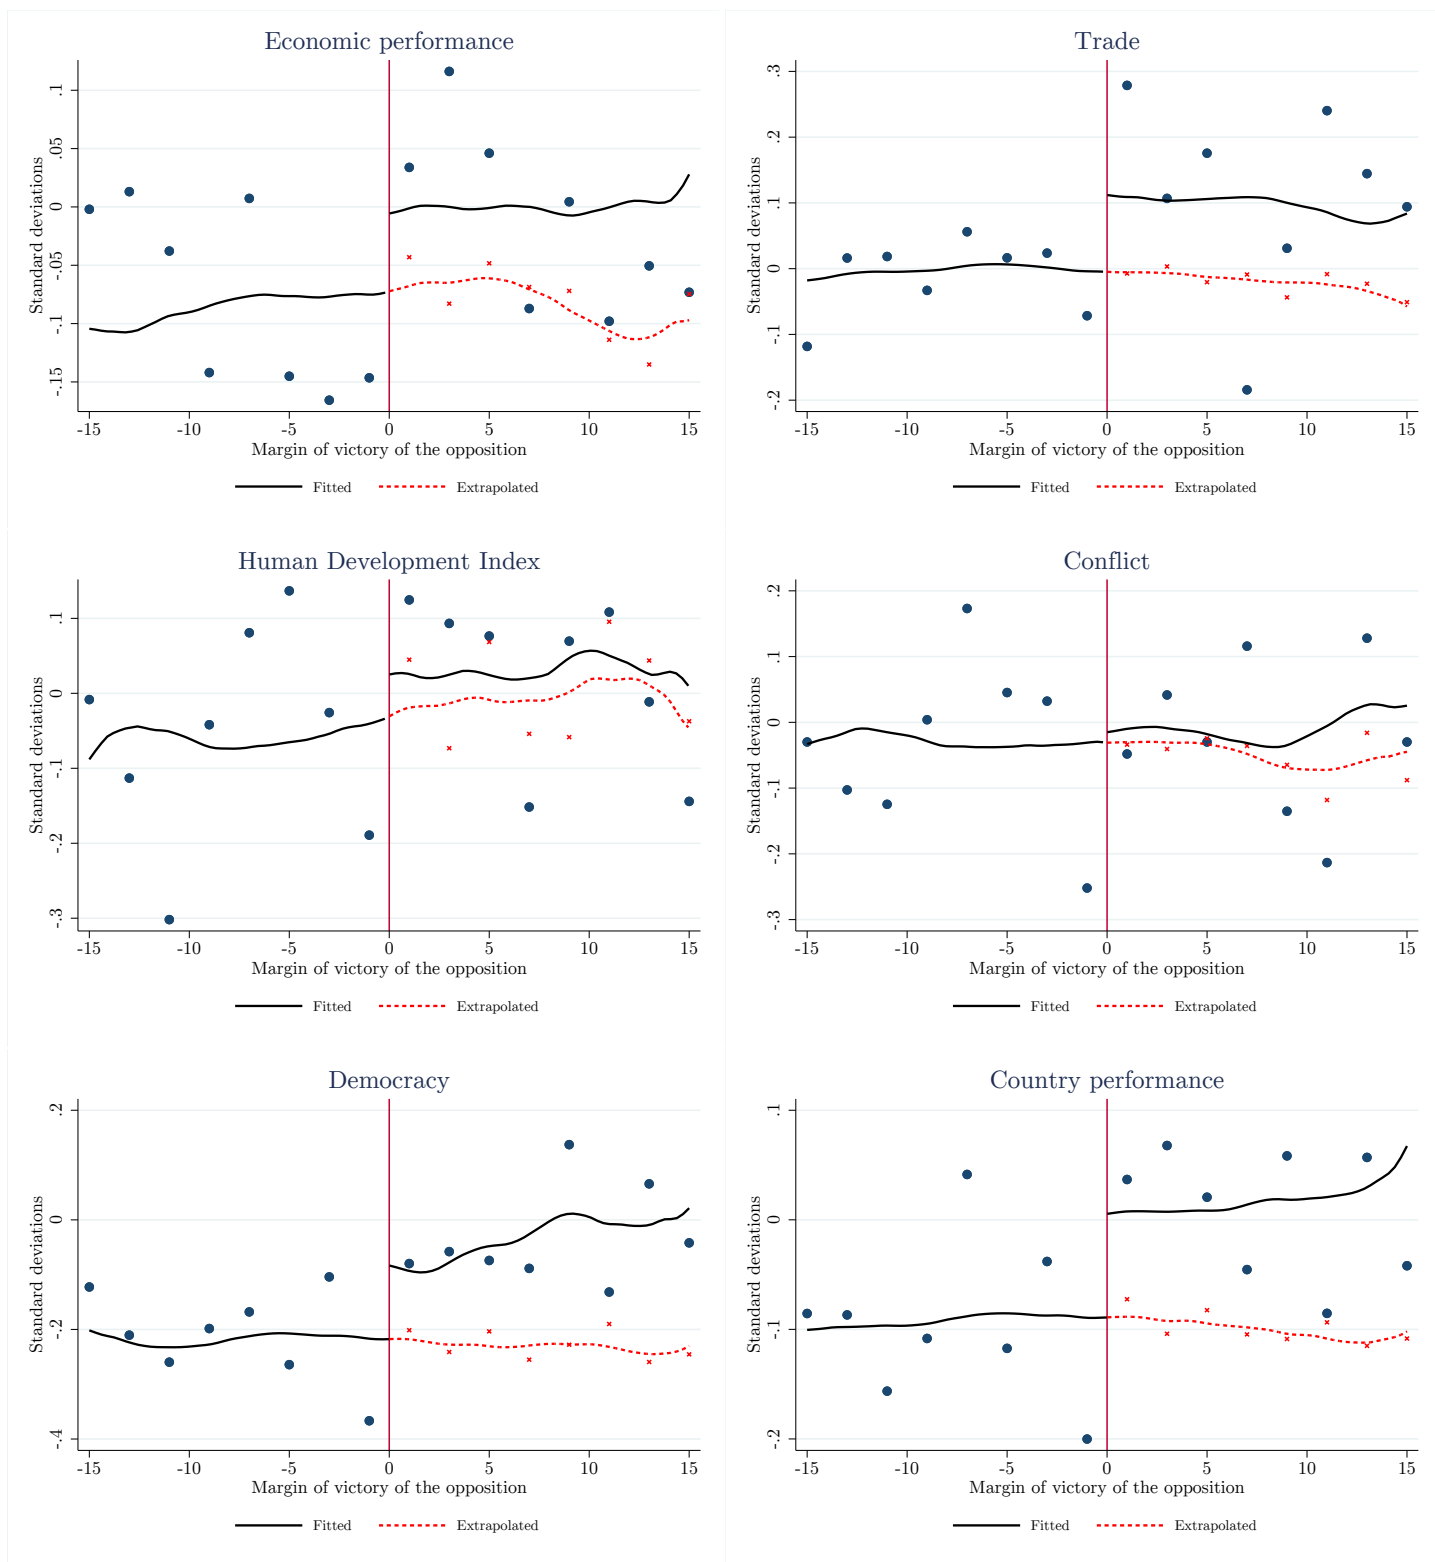 Economic performance
Standard deviations
.1
.05
0
-.05
-.1
-.15
-15 -10 -5 0 5 10 15
Margin of victory of the opposition
Fitted Extrapolated
Trade
Standard deviations
.3
.2
.1
0
-.1
-.2
-15 -10 -5 0 5 10 15
Margin of victory of the opposition
Fitted Extrapolated
Human Development Index
Standard deviations
.1
0
-.1
-.2
-.3
-15 -10 -5 0 5 10 15
Margin of victory of the opposition
Fitted Extrapolated
Conflict
Standard deviations
.2
.1
0
-.1
-.2
-.3
-15 -10 -5 0 5 10 15
Margin of victory of the opposition
Fitted Extrapolated
Democracy
Standard deviations
.2
0
-.2
-.4
-15 -10 -5 0 5 10 15
Margin of victory of the opposition
Fitted Extrapolated
Country performance
Standard deviations
.1
0
-.1
-.2
-15 -10 -5 0 5 10 15
Margin of victory of the opposition
Fitted Extrapolated